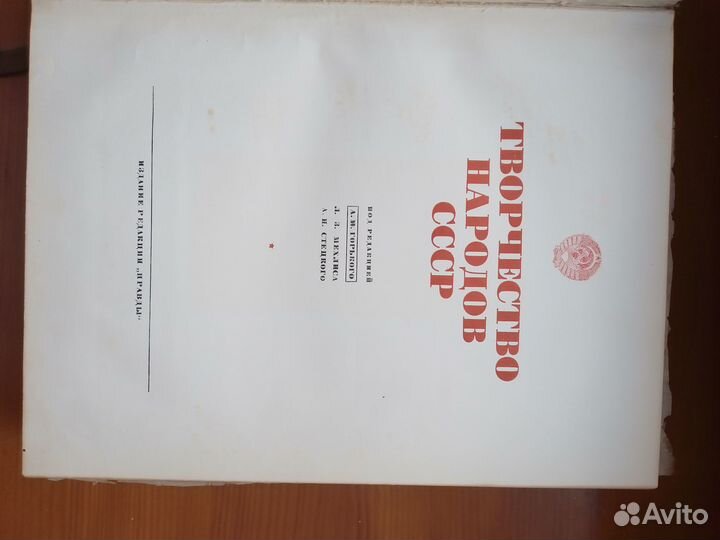 ТВОРЧЕСТВО
НАРОДОВ
СССР
ПОД РЕДАКЦИЕЙ
А. М. ГОРЬКОГО
Л. З. МЕХЛИСА
А. И. СТЕЦКОГО
ИЗДАНИЕ РЕДАКЦИИ „ПРАВДЫ“
Avito